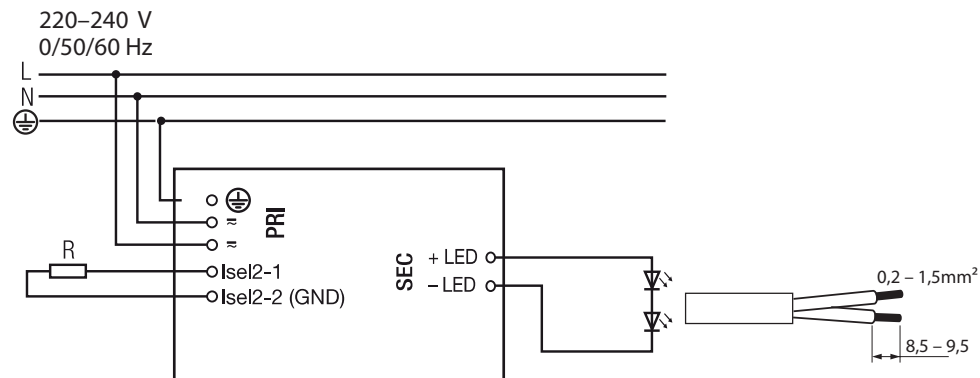 220–240 V
0/50/60 Hz
L
N
PRI
≂
≂
R
Isel2-1
Isel2-2 (GND)
SEC
+ LED
– LED
0,2 – 1,5mm²
8,5 – 9,5